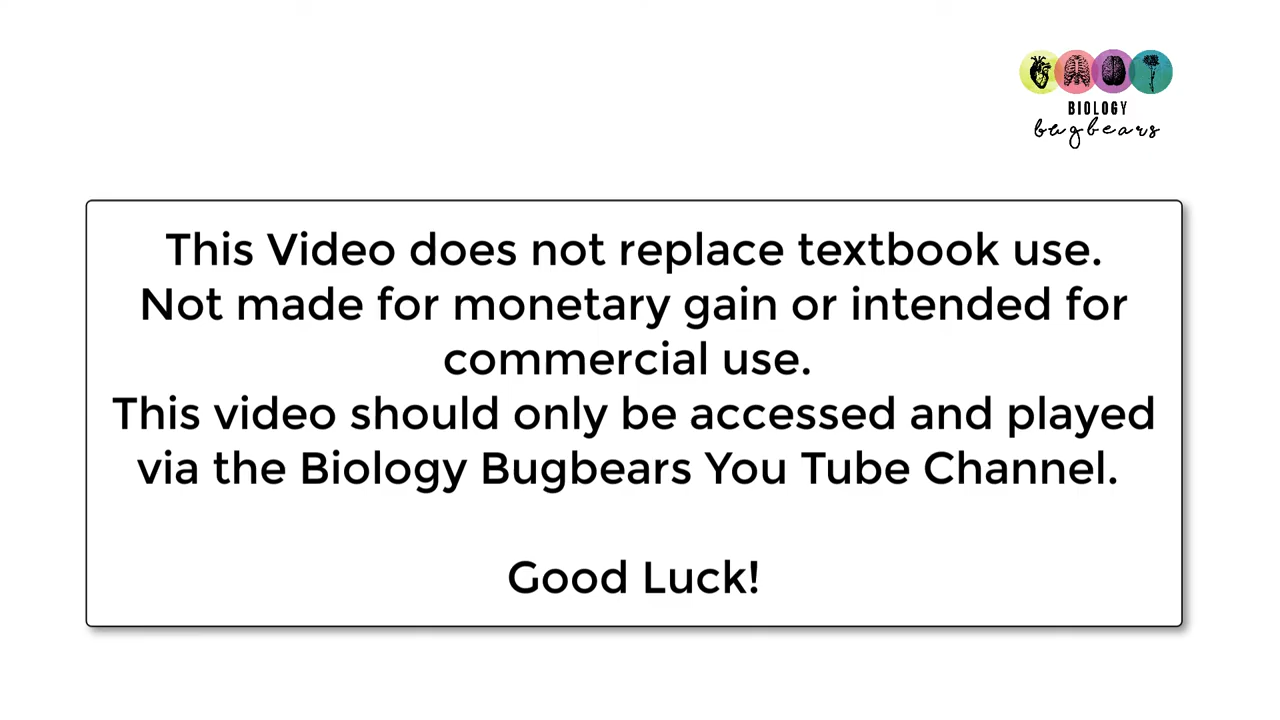 BIOLOGY
bugbears
This Video does not replace textbook use.
Not made for monetary gain or intended for
commercial use.
This video should only be accessed and played
via the Biology Bugbears You Tube Channel.
Good Luck!